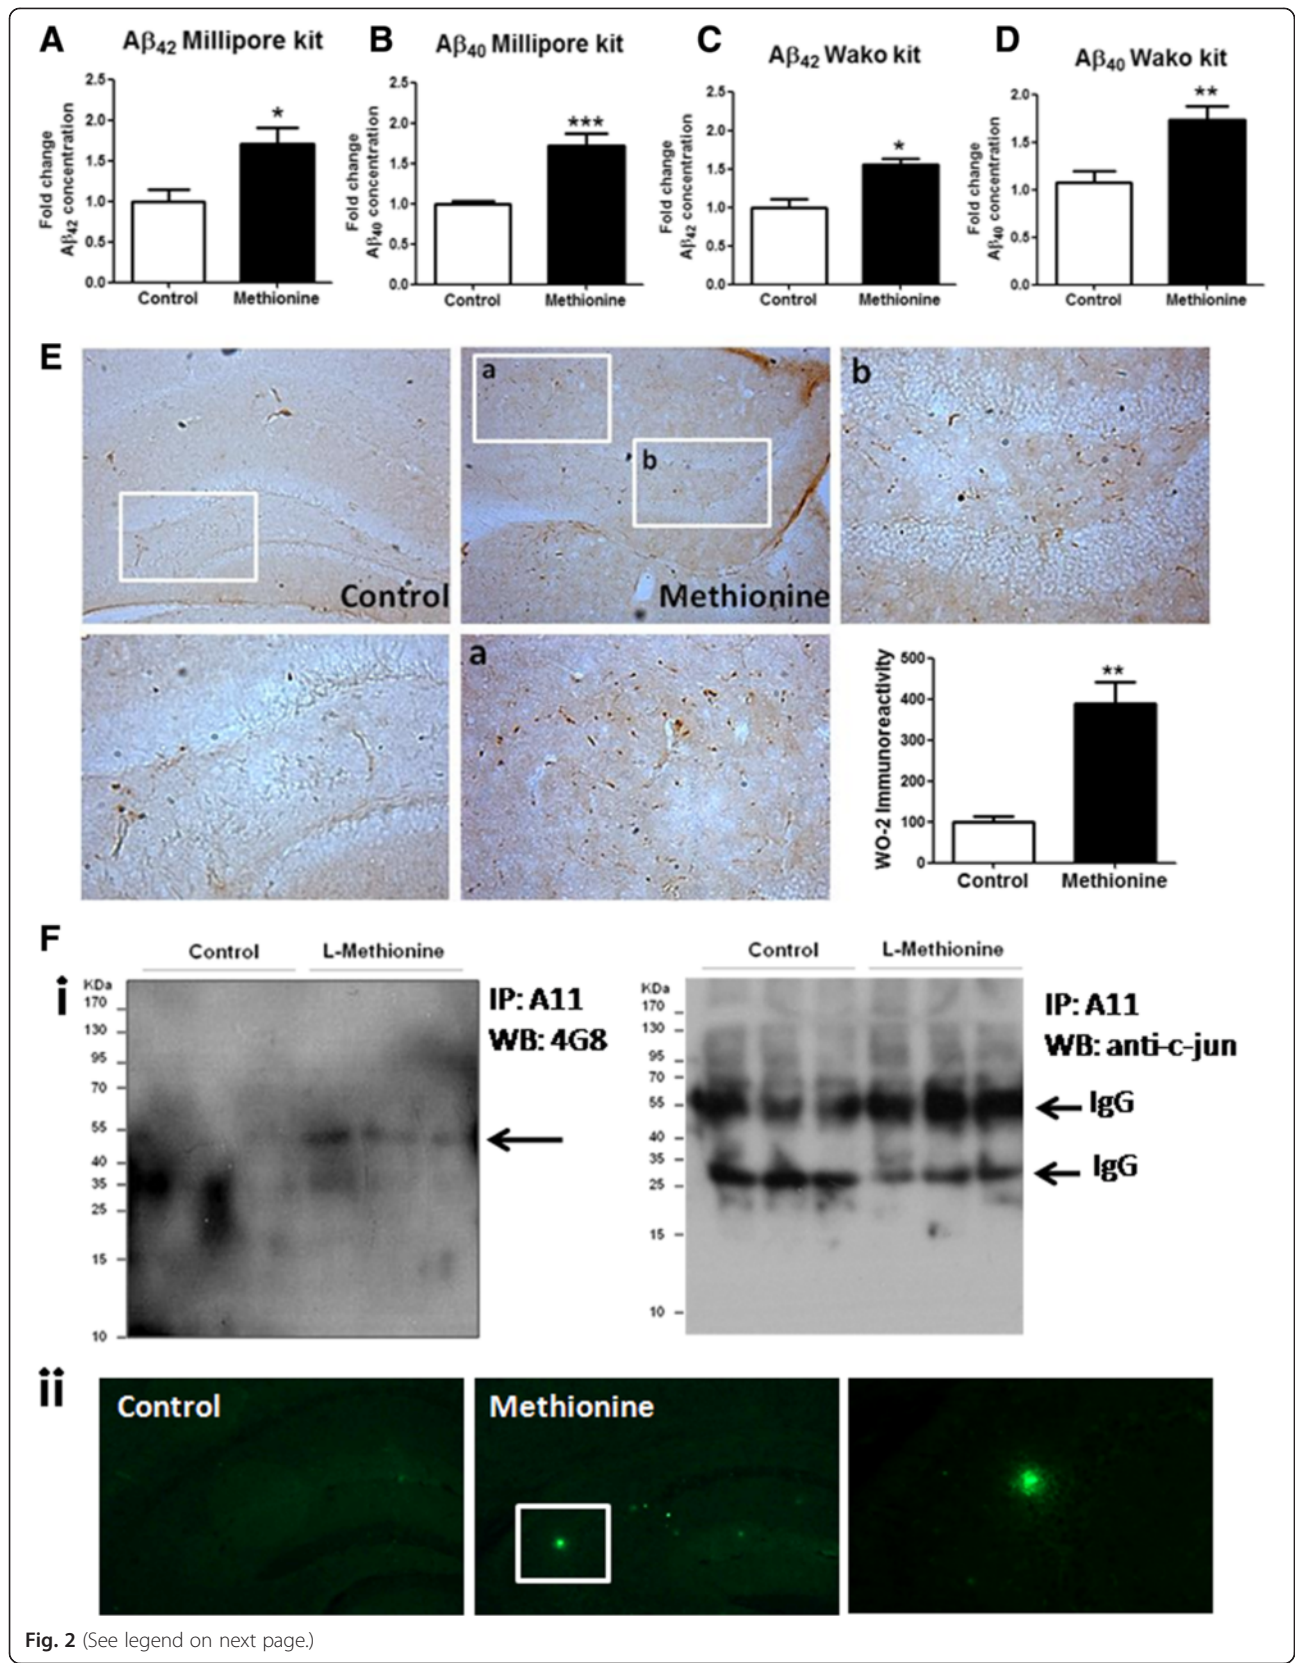 A Aβ42 Millipore kit
Fold change
Aβ42 concentration
2.5
2.0
1.5
1.0
0.5
0.0
*
Control Methionine
B Aβ40 Millipore kit
Fold change
Aβ40 concentration
2.5
2.0
1.5
1.0
0.5
0.0
***
Control Methionine
C Aβ42 Wako kit
Fold change
Aβ42 concentration
2.5
2.0
1.5
1.0
0.5
0.0
*
Control Methionine
D Aβ40 Wako kit
Fold change
Aβ40 concentration
2.0
1.5
1.0
0.5
0.0
**
Control Methionine
E
Control
a
b
Methionine
b
a
WO-2 Immunoreactivity
500
400
300
200
100
0
**
Control Methionine
F
i
Control L-Methionine
KDa
170
130
95
70
55
40
35
25
15
10
IP: A11
WB: 4G8
Control L-Methionine
KDa
170
130
95
70
55
40
35
25
15
10
IP: A11
WB: anti-c-jun
IgG
IgG
ii
Control
Methionine
Fig. 2 (See legend on next page.)